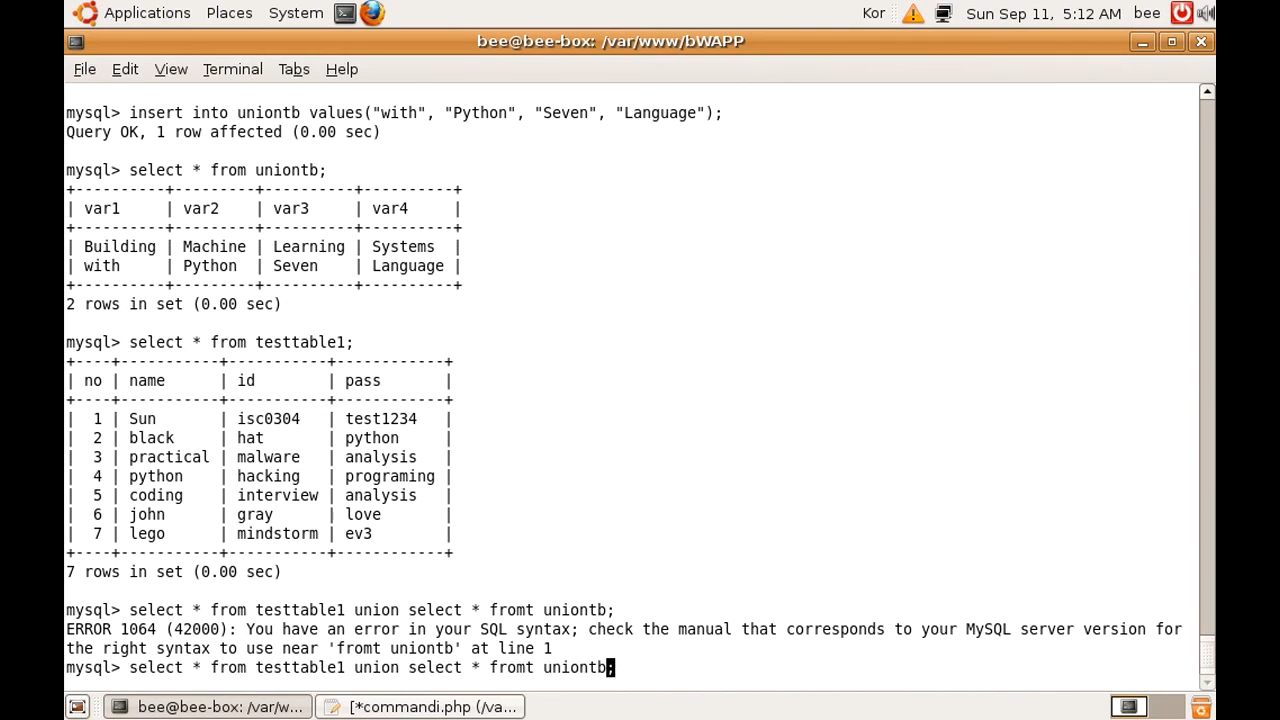 Applications Places System Kor Sun Sep 11, 5:12 AM bee
bee@bee-box: /var/www/bWAPP
File Edit View Terminal Tabs Help
mysql> insert into uniontb values("with", "Python", "Seven", "Language");
Query OK, 1 row affected (0.00 sec)
mysql> select * from uniontb;
+----------+---------+----------+----------+
| var1     | var2    | var3     | var4     |
+----------+---------+----------+----------+
| Building | Machine | Learning | Systems  |
| with     | Python  | Seven    | Language |
+----------+---------+----------+----------+
2 rows in set (0.00 sec)
mysql> select * from testtable1;
+----+-----------+-----------+------------+
| no | name      | id        | pass       |
+----+-----------+-----------+------------+
|  1 | Sun       | isc0304   | test1234   |
|  2 | black     | hat       | python     |
|  3 | practical | malware   | analysis   |
|  4 | python    | hacking   | programing |
|  5 | coding    | interview | analysis   |
|  6 | john      | gray      | love       |
|  7 | lego      | mindstorm | ev3        |
+----+-----------+-----------+------------+
7 rows in set (0.00 sec)
mysql> select * from testtable1 union select * fromt uniontb;
ERROR 1064 (42000): You have an error in your SQL syntax; check the manual that corresponds to your MySQL server version for
the right syntax to use near 'fromt uniontb' at line 1
mysql> select * from testtable1 union select * fromt uniontb;
bee@bee-box: /var/w... [*commandi.php (/va...